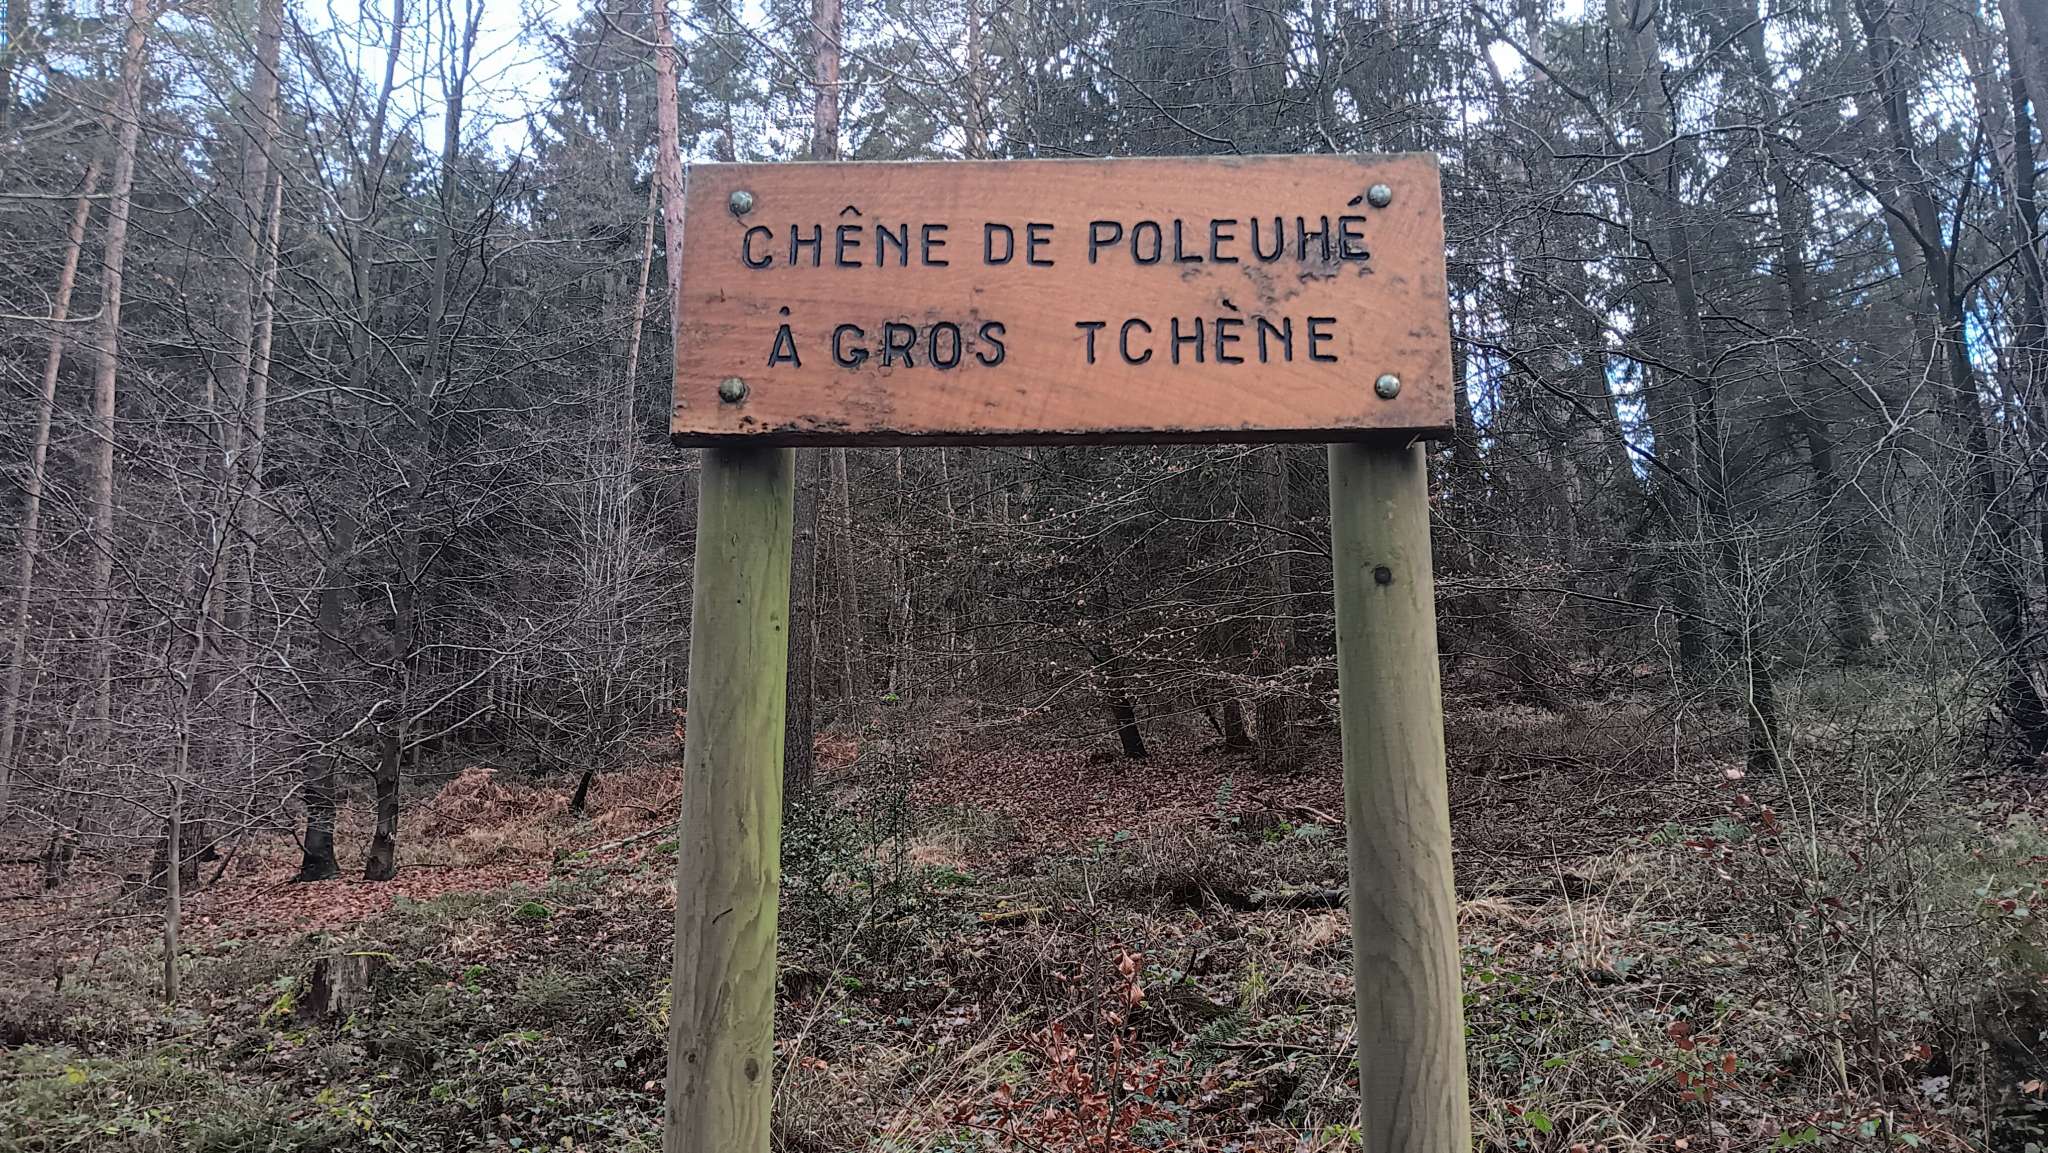 CHÊNE DE POLEUHÉ
À GROS TCHÈNE